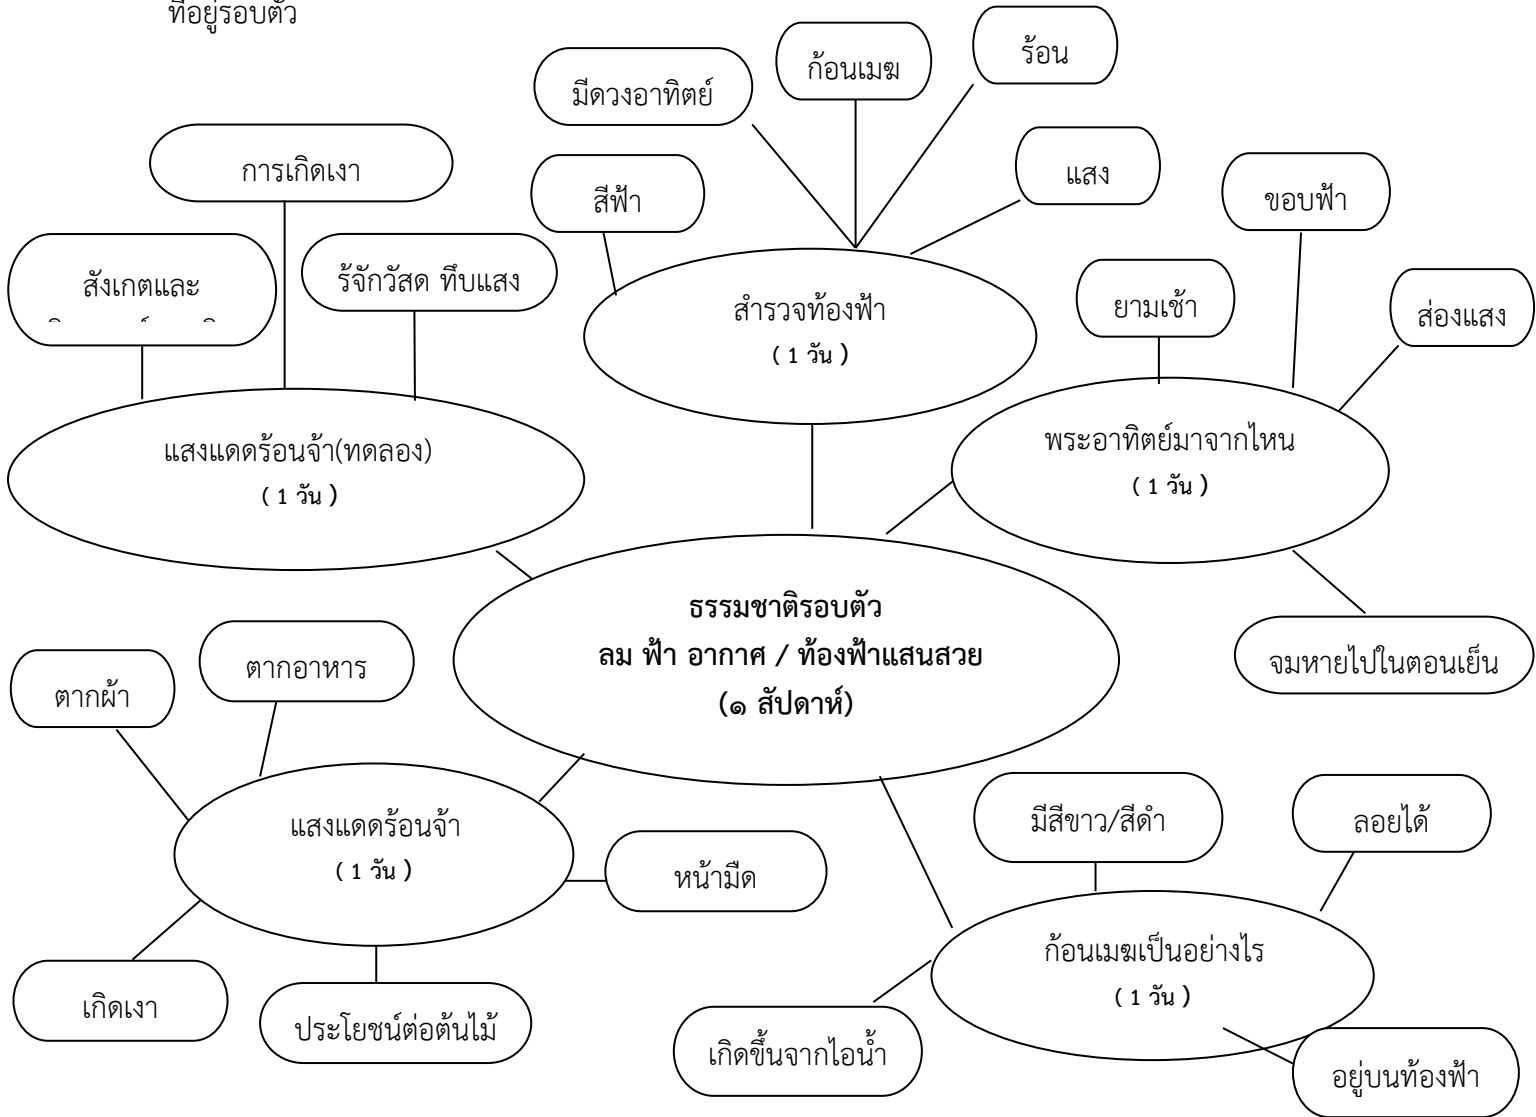 ที่อยู่รอบตัว
ร้อน
ก้อนเมฆ
มีดวงอาทิตย์
การเกิดเงา
แสง
สีฟ้า
ขอบฟ้า
สังเกตและ
ร้จักวัสด ทึบแสง
สำรวจท้องฟ้า
( 1 วัน )
ยามเช้า
ส่องแสง
แสงแดดร้อนจ้า(ทดลอง)
( 1 วัน )
พระอาทิตย์มาจากไหน
( 1 วัน )
ธรรมชาติรอบตัว
ลม ฟ้า อากาศ / ท้องฟ้าแสนสวย
(๑ สัปดาห์)
จมหายไปในตอนเย็น
ตากอาหาร
ตากผ้า
แสงแดดร้อนจ้า
( 1 วัน )
หน้ามืด
เกิดเงา
ประโยชน์ต่อต้นไม้
มีสีขาว/สีดำ
ลอยได้
ก้อนเมฆเป็นอย่างไร
( 1 วัน )
เกิดขึ้นจากไอน้ำ
อยู่บนท้องฟ้า